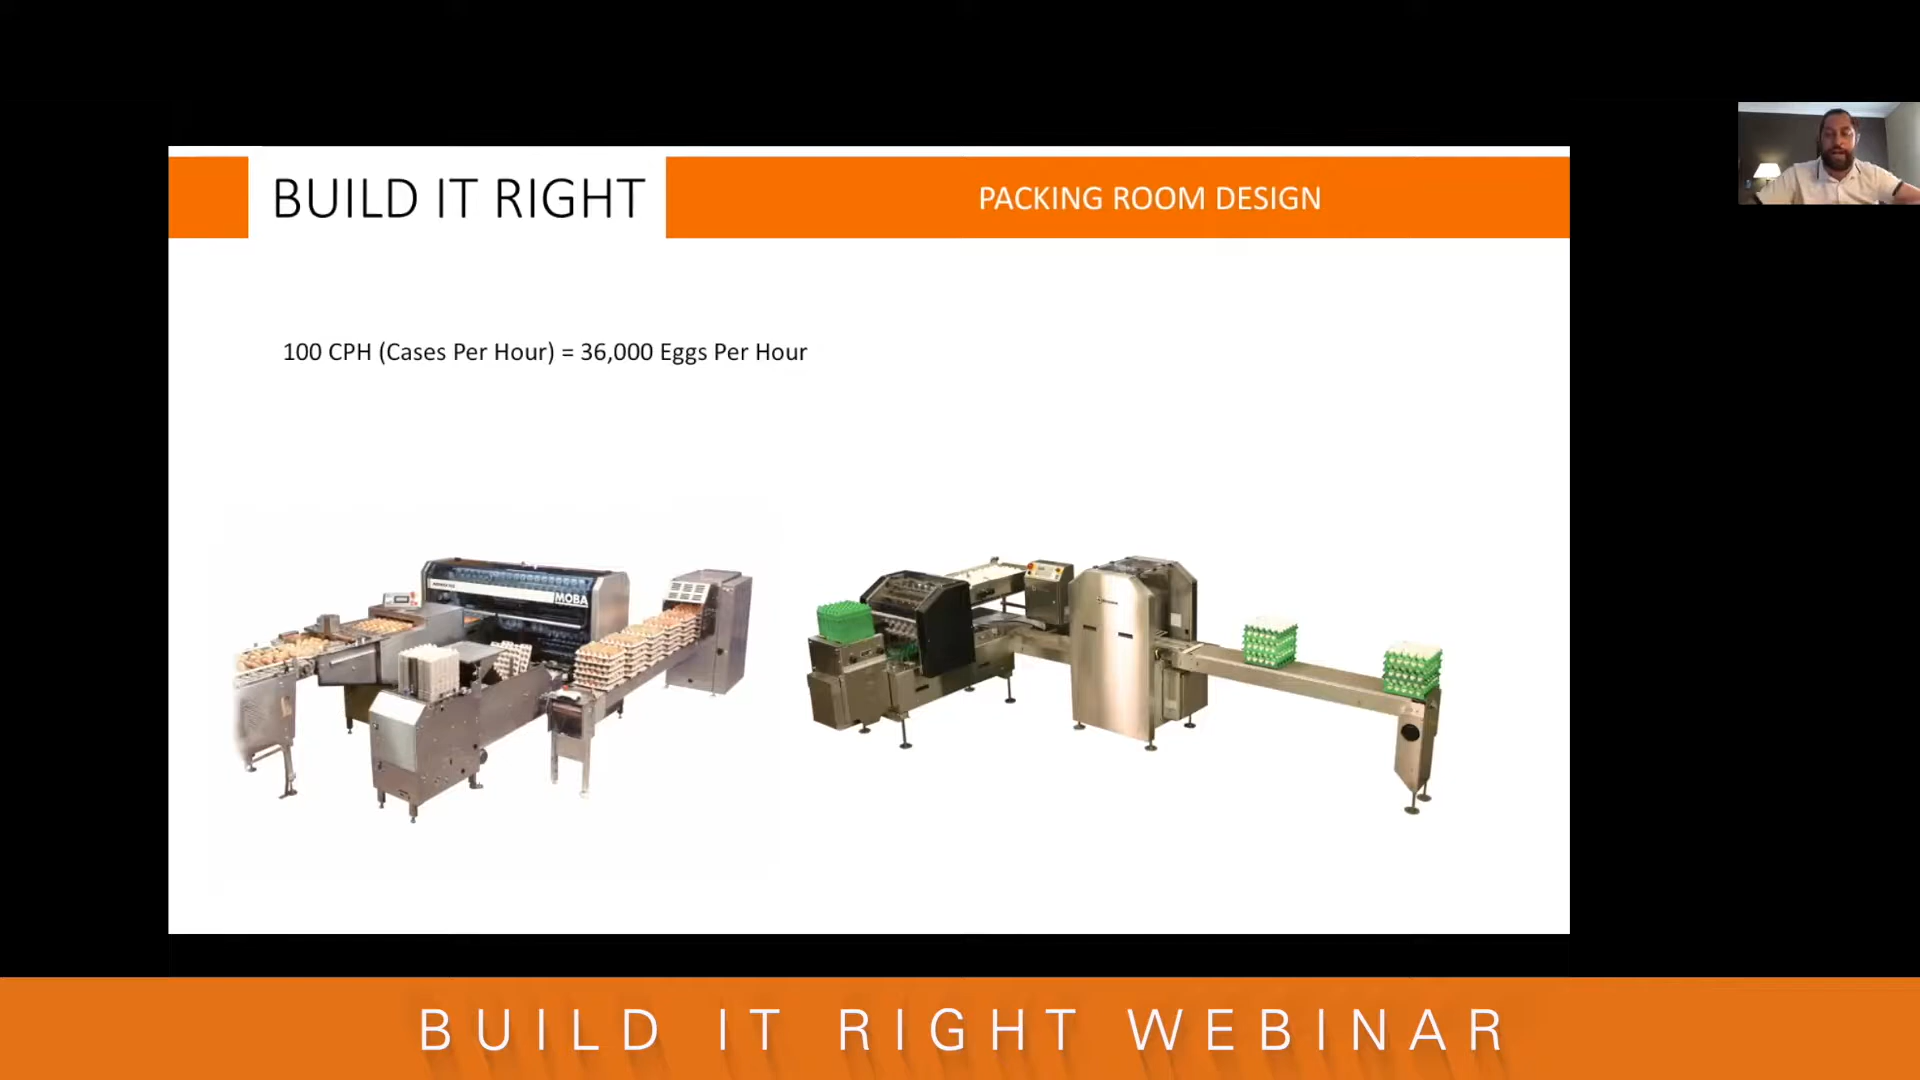 BUILD IT RIGHT
PACKING ROOM DESIGN
100 CPH (Cases Per Hour) = 36,000 Eggs Per Hour
MOBA
BUILD IT RIGHT WEBINAR